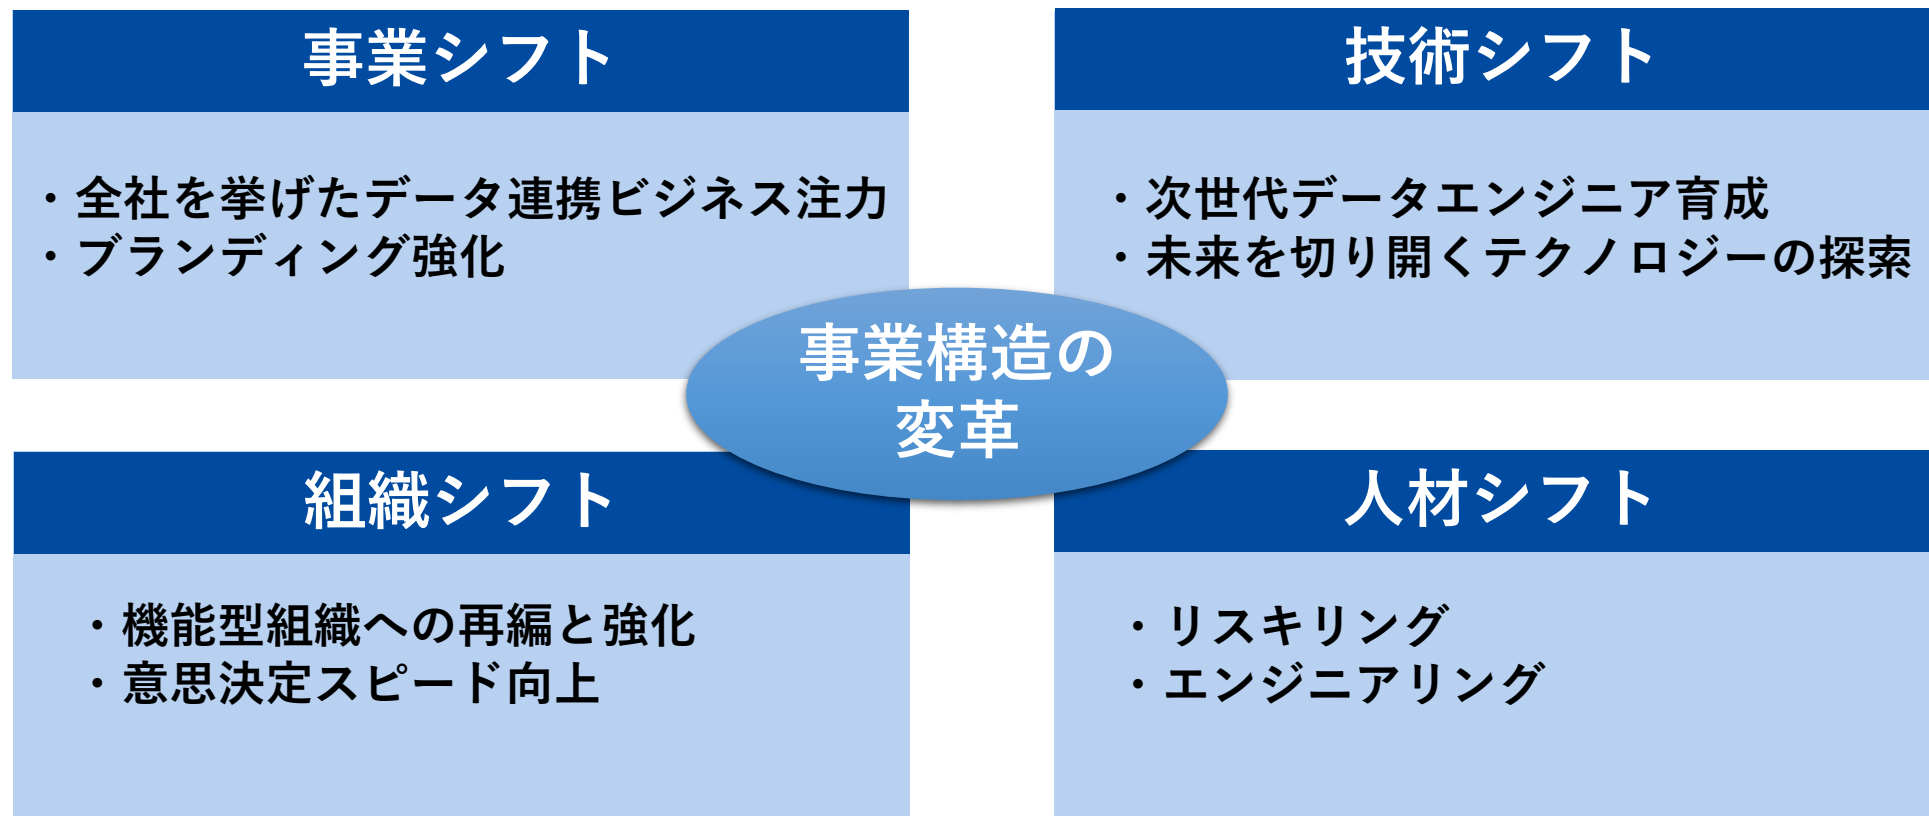 事業シフト
・全社を挙げたデータ連携ビジネス注力
・ブランディング強化
技術シフト
・次世代データエンジニア育成
・未来を切り開くテクノロジーの探索
事業構造の
変革
組織シフト
・機能型組織への再編と強化
・意思決定スピード向上
人材シフト
・リスキリング
・エンジニアリング